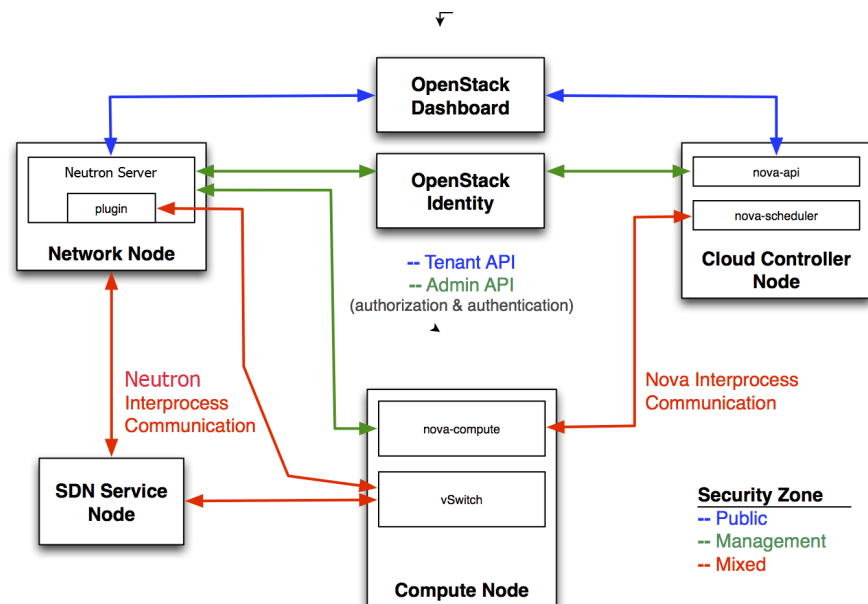 OpenStack
Dashboard
Neutron Server
plugin
Network Node
OpenStack
Identity
nova-api
nova-scheduler
Cloud Controller
Node
-- Tenant API
-- Admin API
(authorization & authentication)
Neutron
Interprocess
Communication
Nova Interprocess
Communication
nova-compute
vSwitch
Compute Node
SDN Service
Node
Security Zone
-- Public
-- Management
-- Mixed